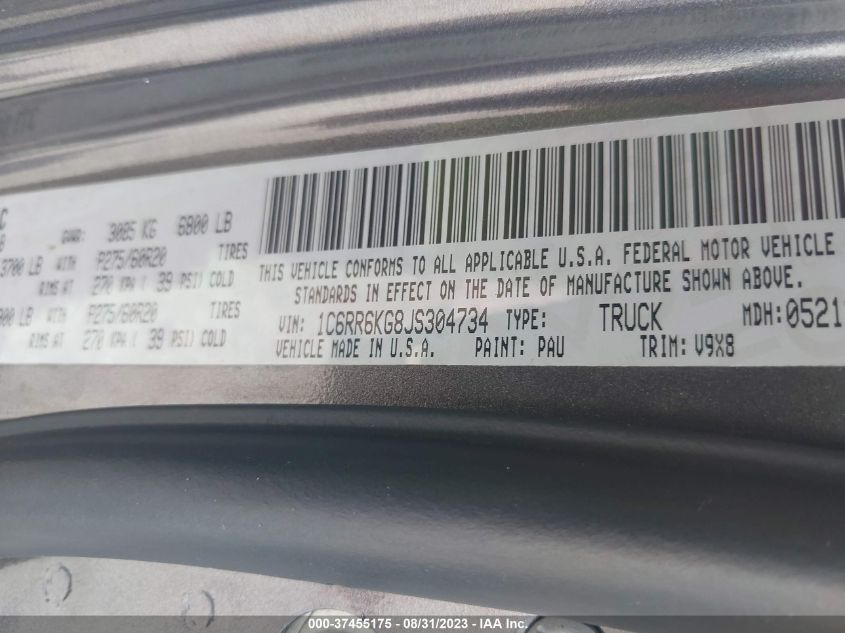 GVWR: 3085 KG 6800 LB
3700 LB WITH P275/60R20 TIRES
RIMS AT 270 KPA ( 39 PSI) COLD
WITH P275/60R20 TIRES
RIMS AT 270 KPA ( 39 PSI) COLD
THIS VEHICLE CONFORMS TO ALL APPLICABLE U.S.A. FEDERAL MOTOR VEHICLE
STANDARDS IN EFFECT ON THE DATE OF MANUFACTURE SHOWN ABOVE.
VIN: 1C6RR6KG8JS304734 TYPE: TRUCK MDH:0521
VEHICLE MADE IN U.S.A. PAINT: PAU TRIM: V9X8
000-37455175 - 08/31/2023 - IAA Inc.